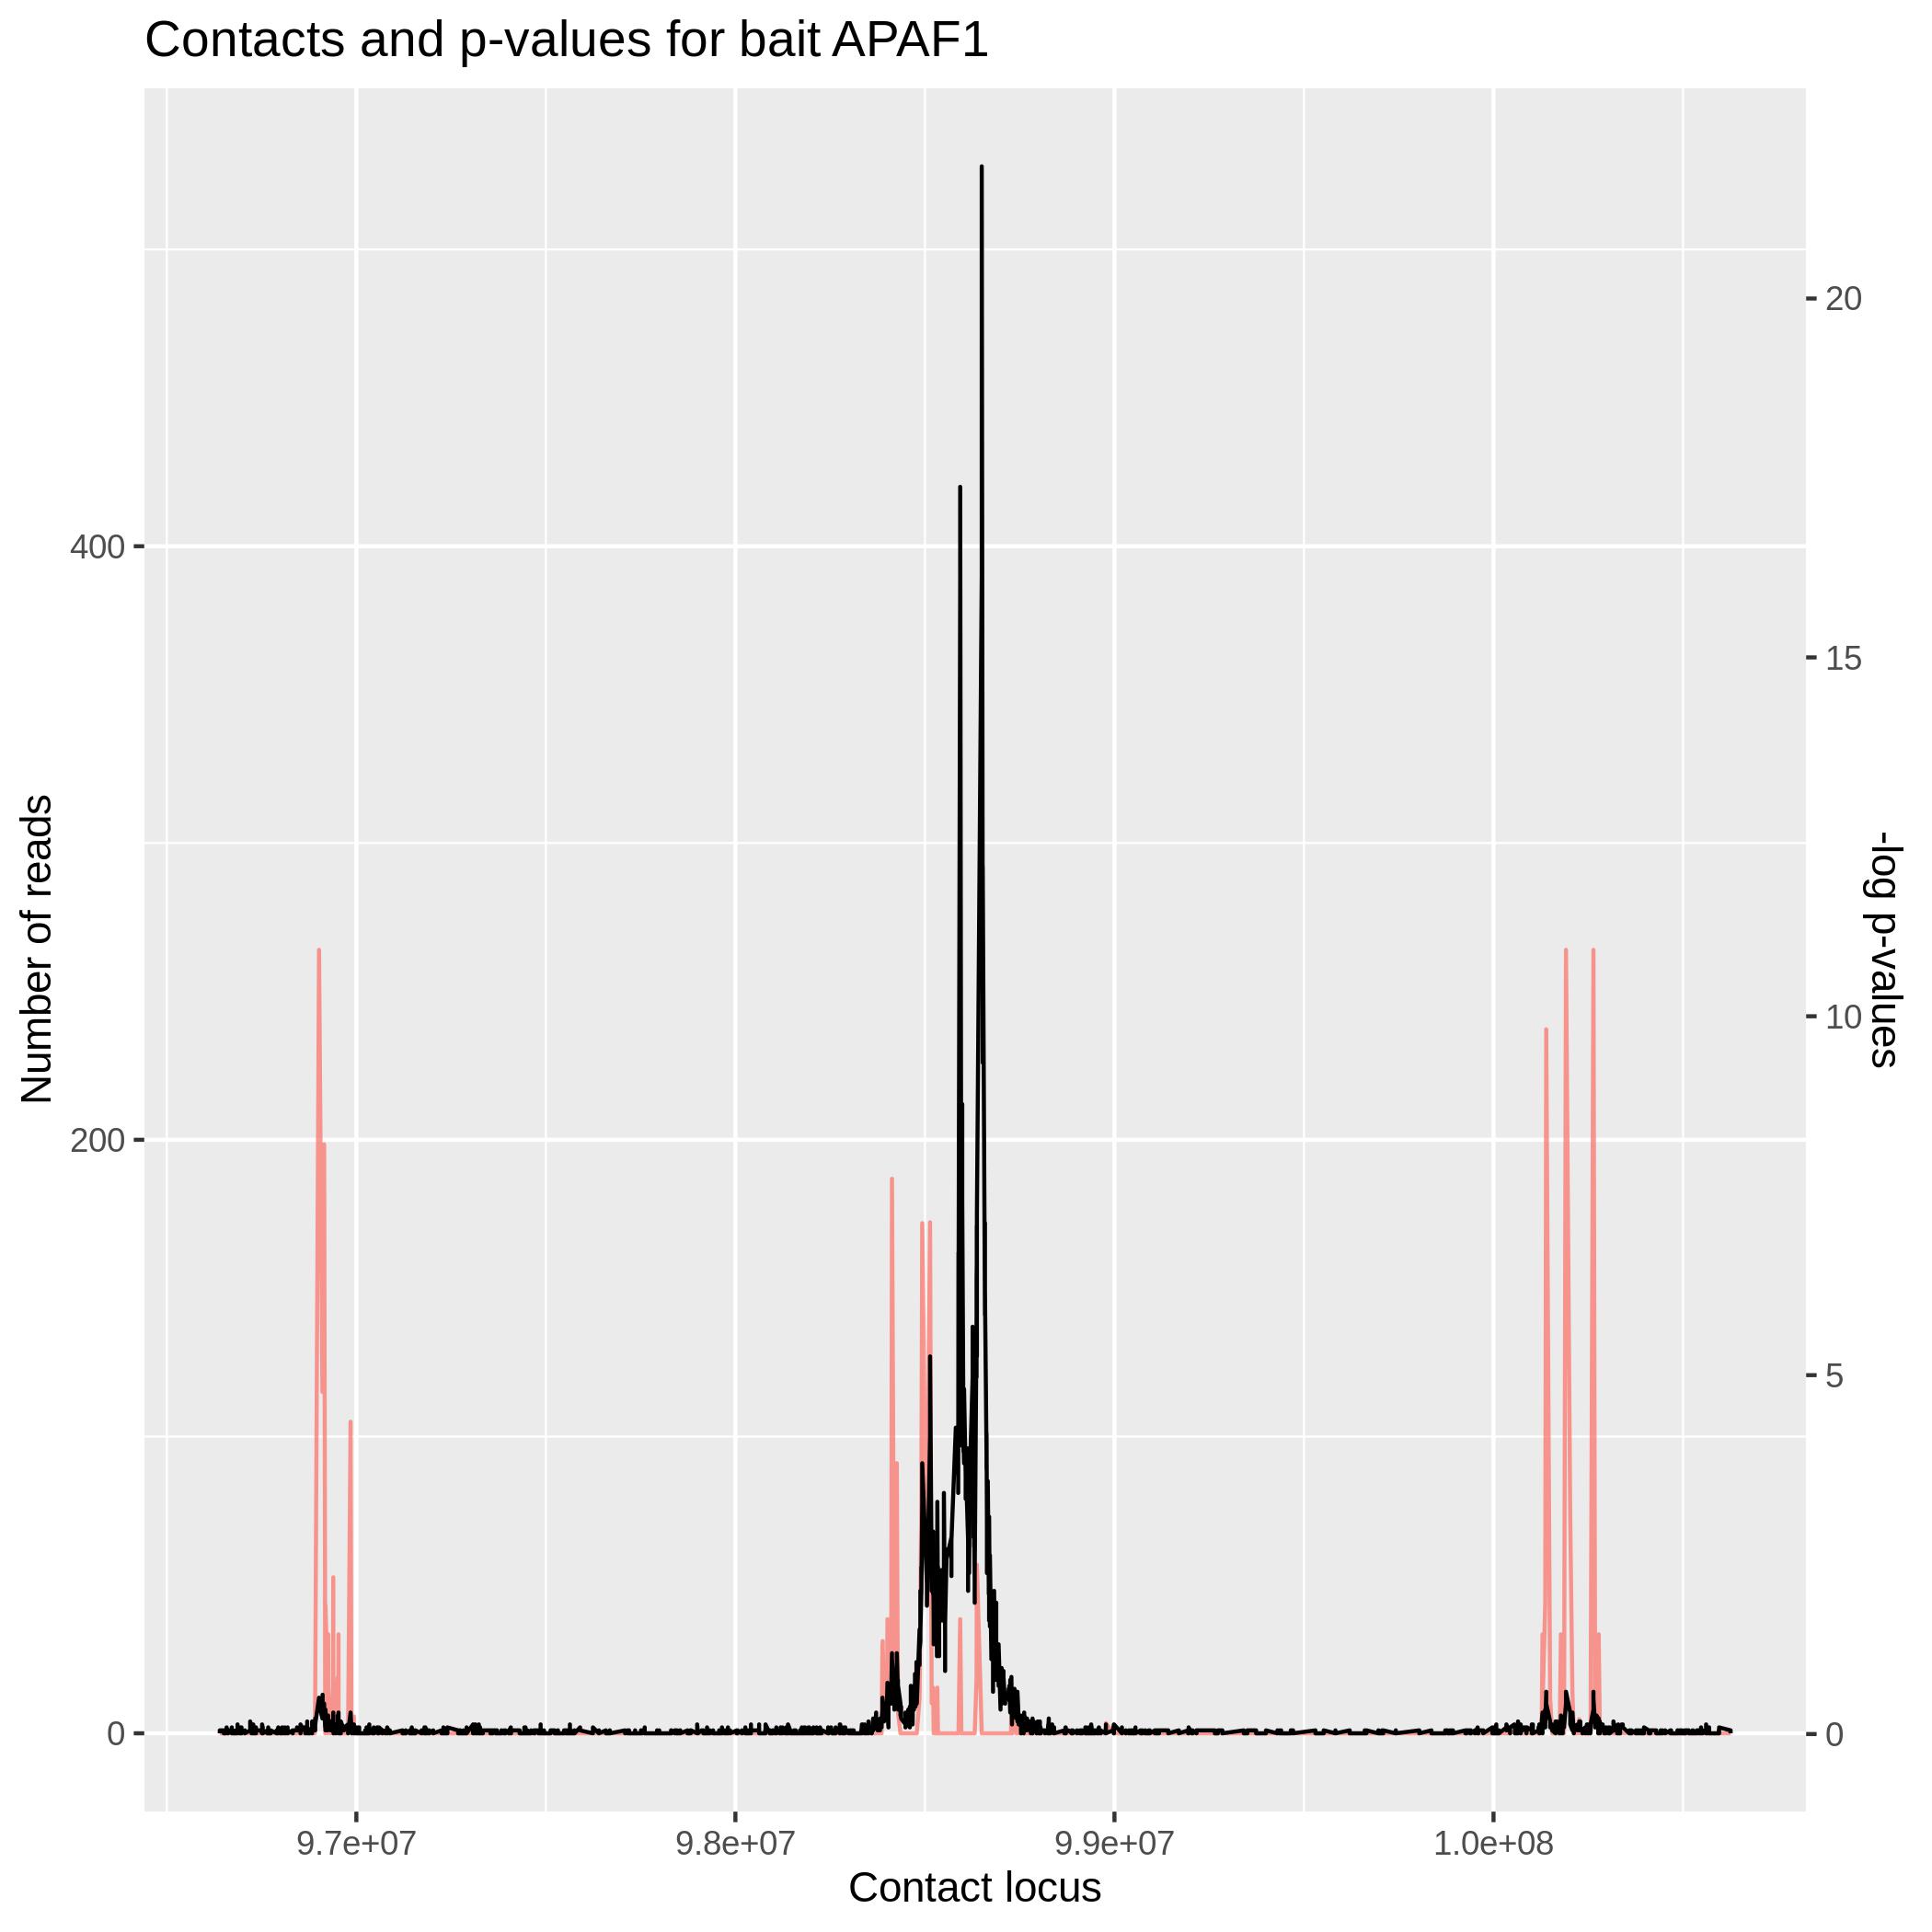 Contacts and p-values for bait APAF1
Number of reads
400
200
0
20
15
10
5
0
-log p-values
9.7e+07 9.8e+07 9.9e+07 1.0e+08
Contact locus